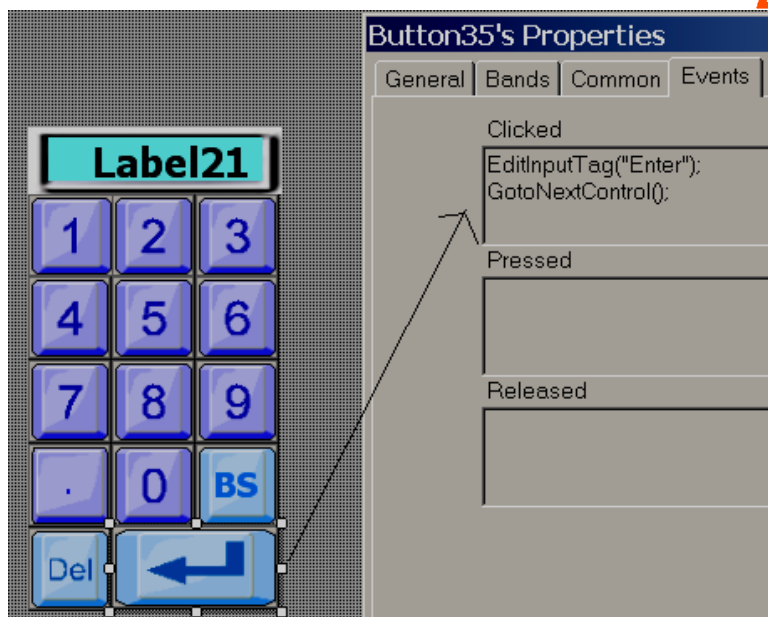 Button35's Properties
General Bands Common Events
Clicked
EditInputTag("Enter");
GotoNextControl();
Pressed
Released
Label21
1 2 3
4 5 6
7 8 9
. 0 BS
Del